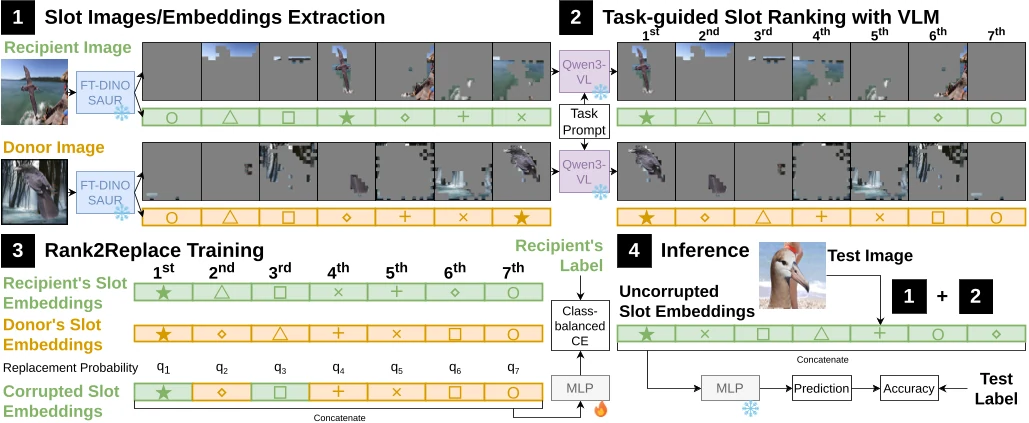 1 Slot Images/Embeddings Extraction
Recipient Image
FT-DINO
SAUR
Donor Image
FT-DINO
SAUR
2 Task-guided Slot Ranking with VLM
1st 2nd 3rd 4th 5th 6th 7th
Qwen3-
VL
Task
Prompt
Qwen3-
VL
3 Rank2Replace Training
1st 2nd 3rd 4th 5th 6th 7th
Recipient's Slot
Embeddings
Donor's Slot
Embeddings
Replacement Probability q1 q2 q3 q4 q5 q6 q7
Corrupted Slot
Embeddings
Concatenate
Recipient's
Label
Class-
balanced
CE
MLP
4 Inference
Test Image
1 + 2
Uncorrupted
Slot Embeddings
Concatenate
MLP
Prediction
Accuracy
Test
Label